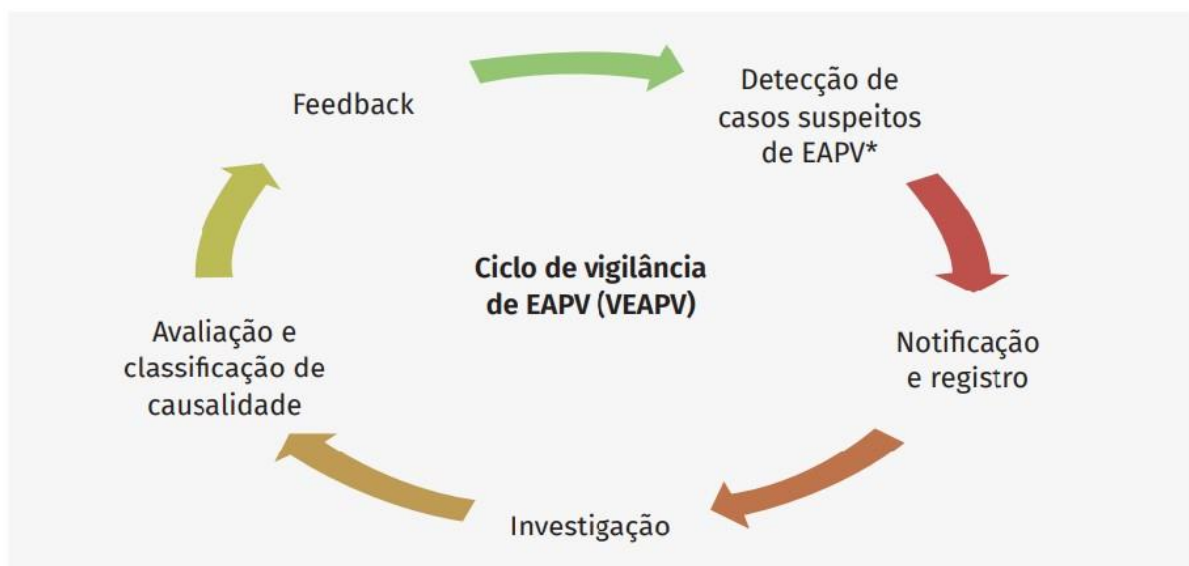 Feedback
Detecção de
casos suspeitos
de EAPV*
Ciclo de vigilância
de EAPV (VEAPV)
Notificação
e registro
Avaliação e
classificação de
causalidade
Investigação